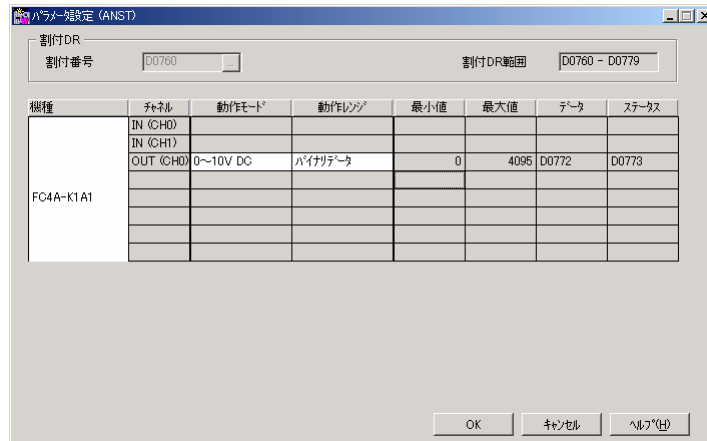 ﾊﾟﾗﾒｰﾀ設定 (ANST)
割付DR
割付番号 D0760 ... 割付DR範囲 D0760 - D0779
機種 ﾁｬﾈﾙ 動作ﾓｰﾄﾞ 動作ﾚﾝｼﾞ 最小値 最大値 ﾃﾞｰﾀ ｽﾃｰﾀｽ
IN (CH0)
IN (CH1)
OUT (CH0) 0～10V DC ﾊﾞｲﾅﾘﾃﾞｰﾀ 0 4095 D0772 D0773
FC4A-K1A1
OK ｷｬﾝｾﾙ ﾍﾙﾌﾟ(H)